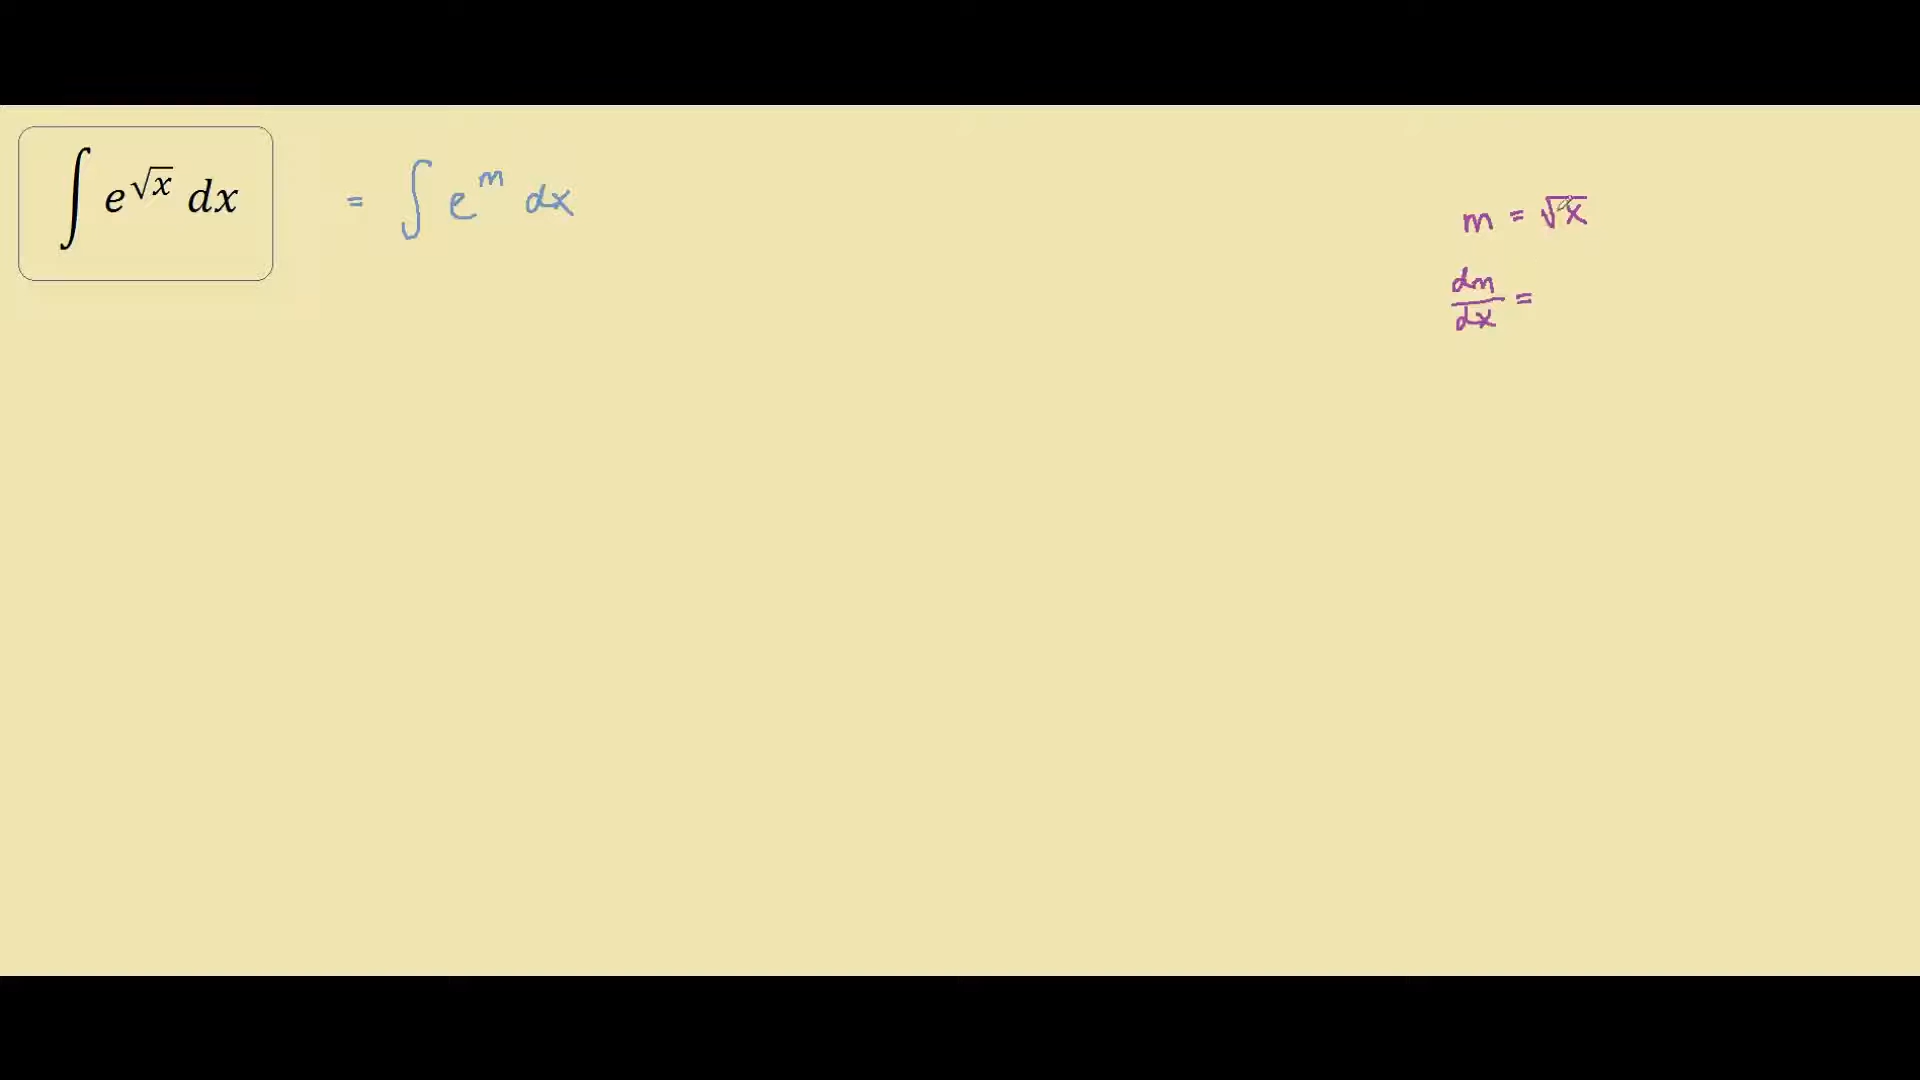 ∫ e^√x dx = ∫ e^m dx
m = √x
dm/dx =